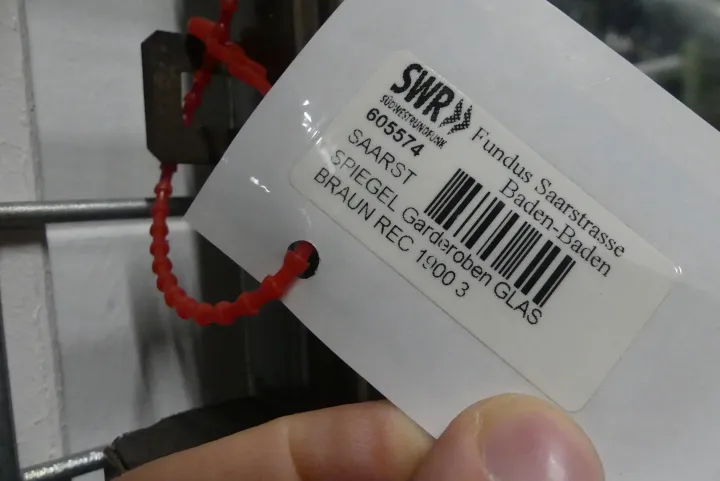 SWR
SÜDWESTRUNDFUNK
Fundus Saarstrasse
Baden-Baden
605574
SAARST
SPIEGEL Garderoben GLAS
BRAUN REC 1900 3